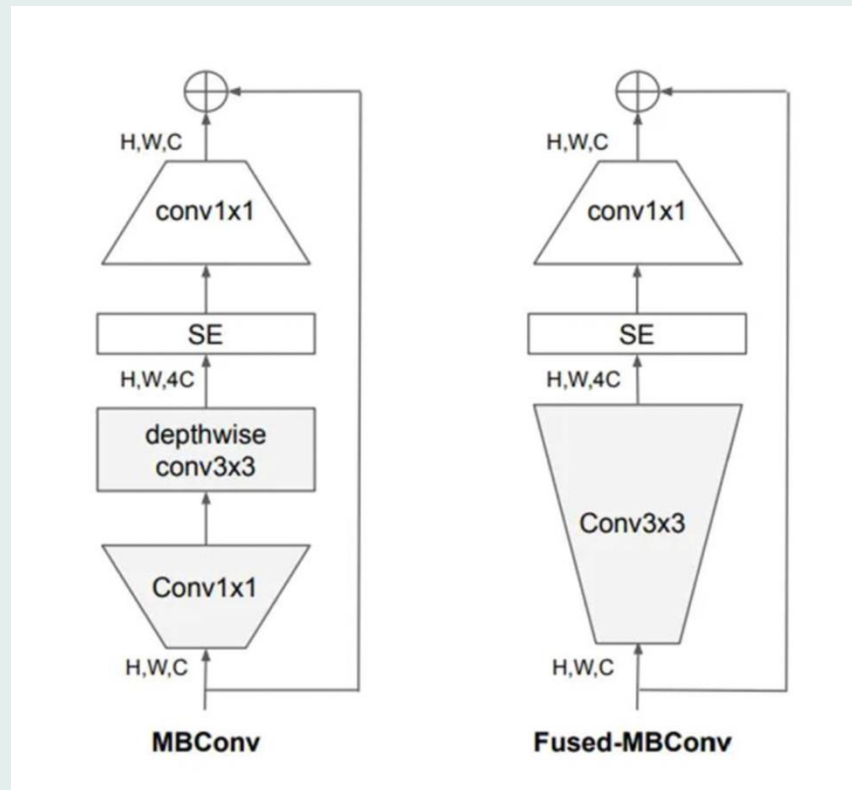 H,W,C
conv1x1
SE
H,W,4C
depthwise
conv3x3
Conv1x1
H,W,C
MBConv
H,W,C
conv1x1
SE
H,W,4C
Conv3x3
H,W,C
Fused-MBConv